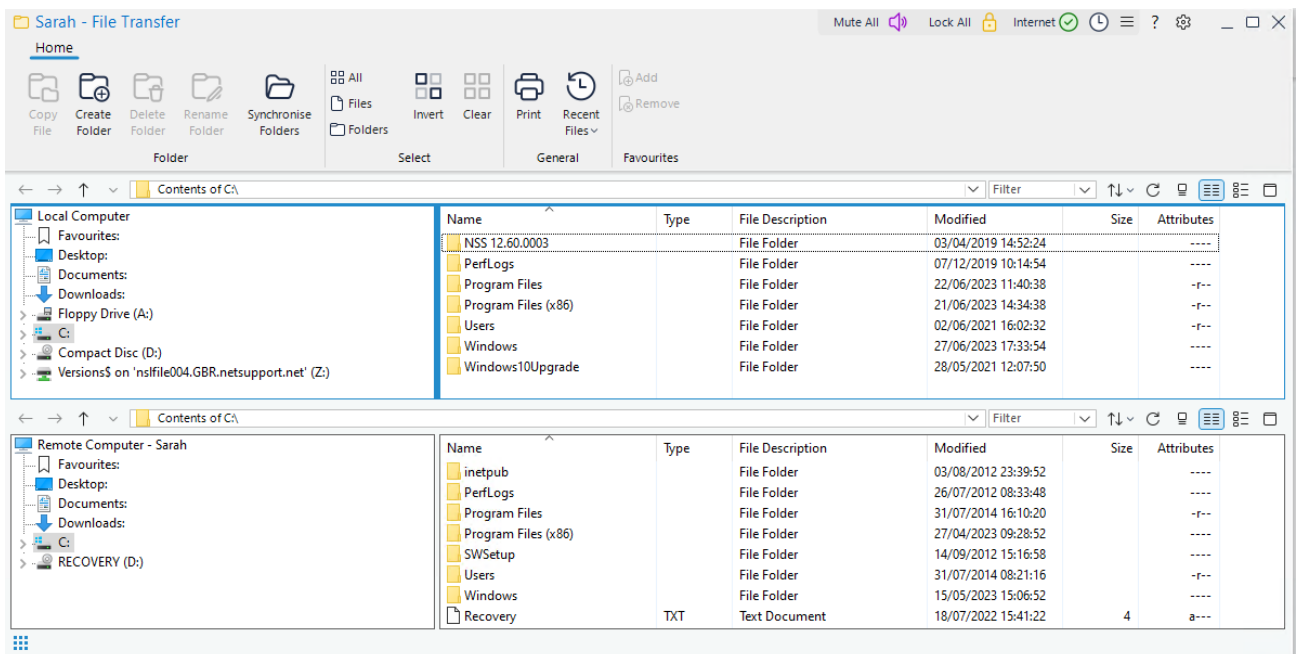 Sarah - File Transfer Mute All Lock All Internet ?
Home
Copy File Create Folder Delete Folder Rename Folder Synchronise Folders
All
Files
Folders
Invert Clear Print Recent Files
Add
Remove
Folder Select General Favourites
Contents of C:\ Filter
Local Computer
Favourites:
Desktop:
Documents:
Downloads:
Floppy Drive (A:)
C:
Compact Disc (D:)
Versions$ on 'nslfile004.GBR.netsupport.net' (Z:)
Name Type File Description Modified Size Attributes
NSS 12.60.0003 File Folder 03/04/2019 14:52:24 ----
PerfLogs File Folder 07/12/2019 10:14:54 ----
Program Files File Folder 22/06/2023 11:40:38 -r--
Program Files (x86) File Folder 21/06/2023 14:34:38 -r--
Users File Folder 02/06/2021 16:02:32 -r--
Windows File Folder 27/06/2023 17:33:54 ----
Windows10Upgrade File Folder 28/05/2021 12:07:50 ----
Contents of C:\ Filter
Remote Computer - Sarah
Favourites:
Desktop:
Documents:
Downloads:
C:
RECOVERY (D:)
Name Type File Description Modified Size Attributes
inetpub File Folder 03/08/2012 23:39:52 ----
PerfLogs File Folder 26/07/2012 08:33:48 ----
Program Files File Folder 31/07/2014 16:10:20 -r--
Program Files (x86) File Folder 27/04/2023 09:28:52 ----
SWSetup File Folder 14/09/2012 15:16:58 ----
Users File Folder 31/07/2014 08:21:16 -r--
Windows File Folder 15/05/2023 15:06:52 ----
Recovery TXT Text Document 18/07/2022 15:41:22 4 a---